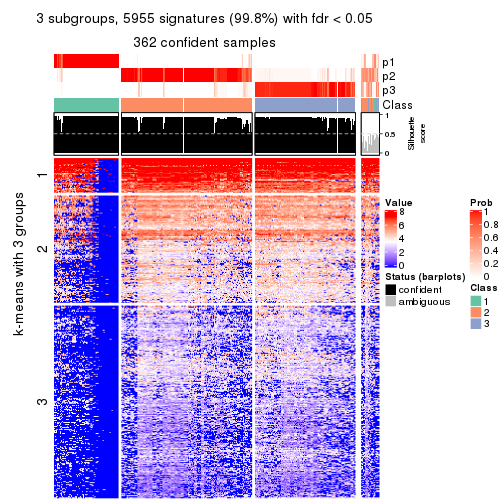 3 subgroups, 5955 signatures (99.8%) with fdr < 0.05
362 confident samples
p1
p2
p3
Class
1
0.5
0
Silhouette
score
k-means with 3 groups
1
2
3
Value
8
6
4
2
0
Status (barplots)
confident
ambiguous
Prob
1
0.8
0.6
0.4
0.2
0
Class
1
2
3